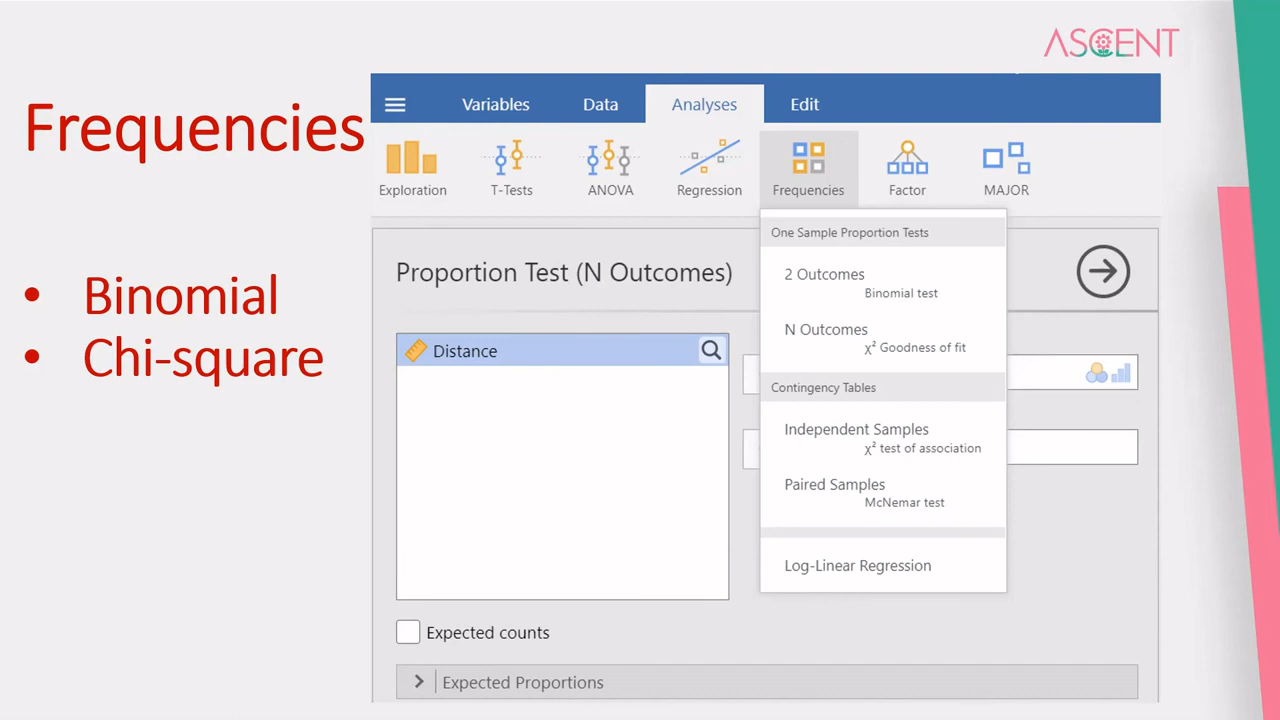 ASCENT
Frequencies
• Binomial
• Chi-square
Variables Data Analyses Edit
Exploration T-Tests ANOVA Regression Frequencies Factor MAJOR
Proportion Test (N Outcomes)
Distance
Expected counts
Expected Proportions
One Sample Proportion Tests
2 Outcomes
Binomial test
N Outcomes
χ² Goodness of fit
Contingency Tables
Independent Samples
χ² test of association
Paired Samples
McNemar test
Log-Linear Regression